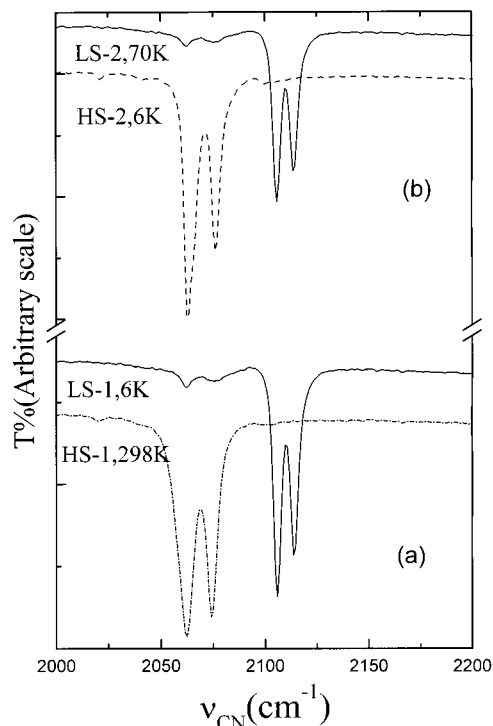 LS-2,70K
HS-2,6K
(b)
LS-1,6K
HS-1,298K
(a)
T%(Arbitrary scale)
2000 2050 2100 2150 2200
νCN(cm⁻¹)